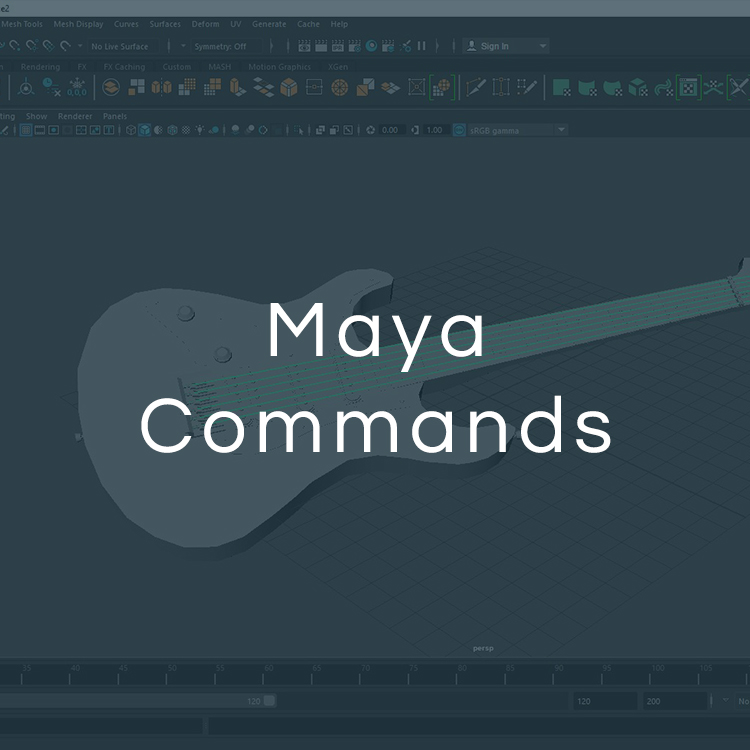 e2
Mesh Tools Mesh Display Curves Surfaces Deform UV Generate Cache Help
No Live Surface Symmetry: Off Sign In
Rendering FX FX Caching Custom MASH Motion Graphics XGen
ting Show Renderer Panels
0.00 1.00 sRGB gamma
Maya
Commands
persp
35 40 45 50 55 60 65 70 75 80 85 90 95 100 105
120 120 200 No